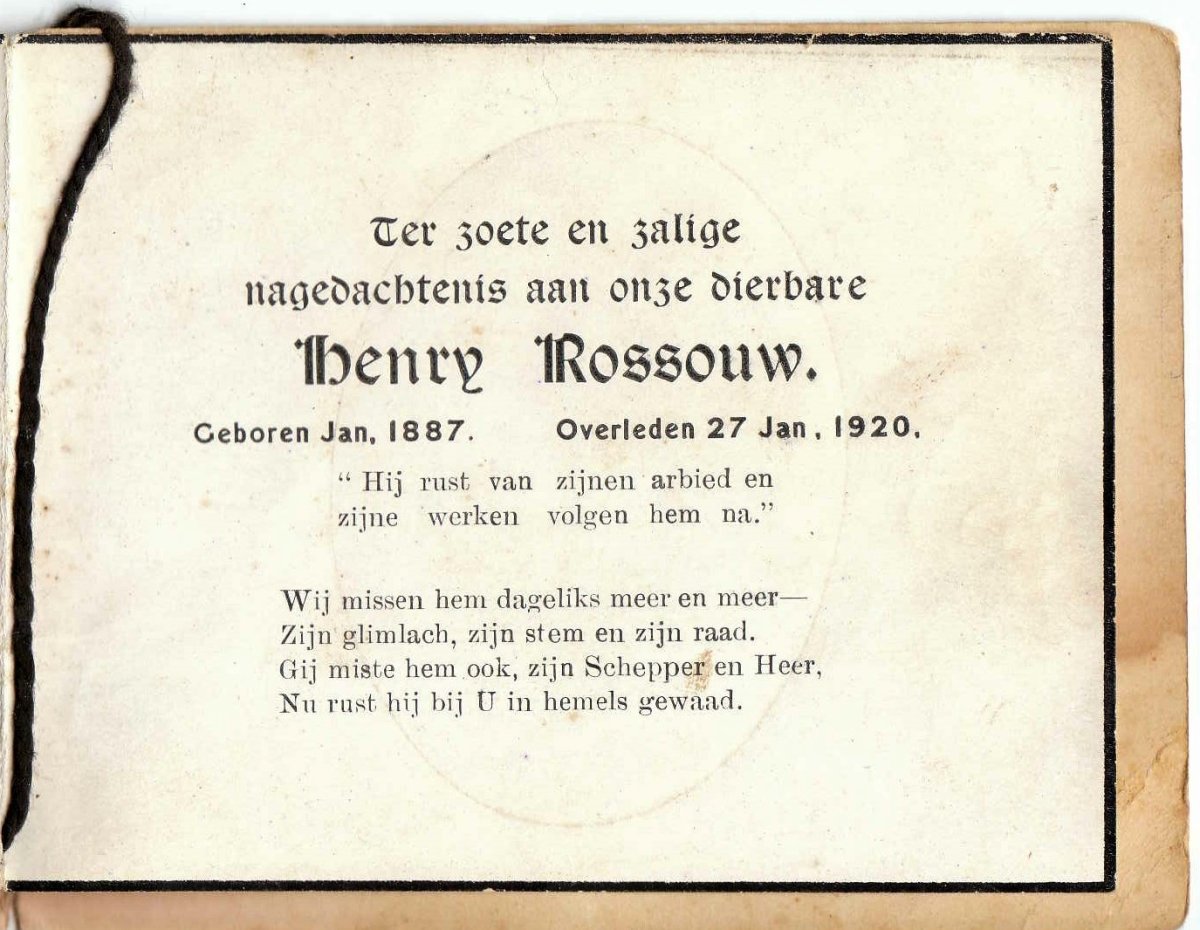 Ter zoete en zalige
nagedachtenis aan onze dierbare
Henry Rossouw.
Geboren Jan, 1887. Overleden 27 Jan, 1920,
“ Hij rust van zijnen arbied en
zijne werken volgen hem na.”
Wij missen hem dageliks meer en meer—
Zijn glimlach, zijn stem en zijn raad.
Gij miste hem ook, zijn Schepper en Heer,
Nu rust hij bij U in hemels gewaad.